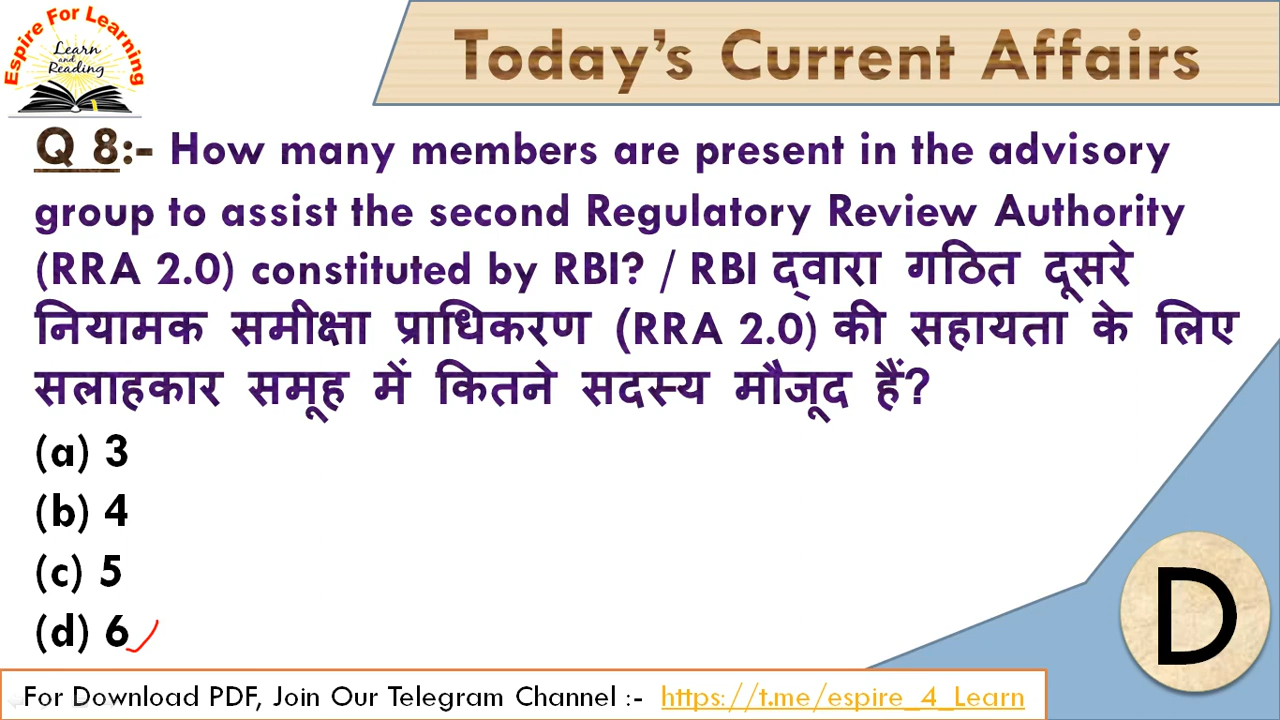 Espire For Learning
Learn
and
Reading
Today's Current Affairs
Q 8:- How many members are present in the advisory
group to assist the second Regulatory Review Authority
(RRA 2.0) constituted by RBI? / RBI द्वारा गठित दूसरे
नियामक समीक्षा प्राधिकरण (RRA 2.0) की सहायता के लिए
सलाहकार समूह में कितने सदस्य मौजूद हैं?
(a) 3
(b) 4
(c) 5
(d) 6
D
For Download PDF, Join Our Telegram Channel :- https://t.me/espire_4_Learn